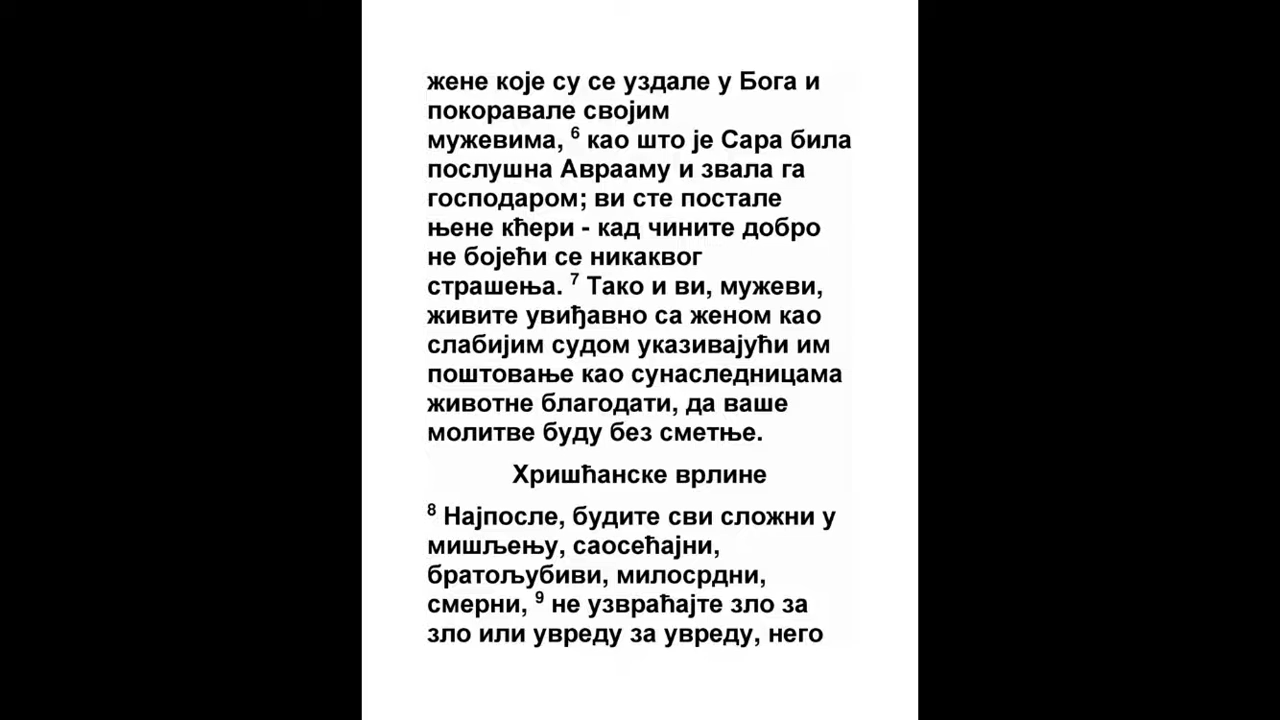 жене које су се уздале у Бога и
покоравале својим
мужевима, ⁶ као што је Сара била
послушна Аврааму и звала га
господаром; ви сте постале
њене кћери - кад чините добро
не бојећи се никаквог
страшења. ⁷ Тако и ви, мужеви,
живите увиђавно са женом као
слабијим судом указивајући им
поштовање као сунаследницама
животне благодати, да ваше
молитве буду без сметње.
Хришћанске врлине
⁸ Најпосле, будите сви сложни у
мишљењу, саосећајни,
братољубиви, милосрдни,
смерни, ⁹ не узвраћајте зло за
зло или увреду за увреду, него